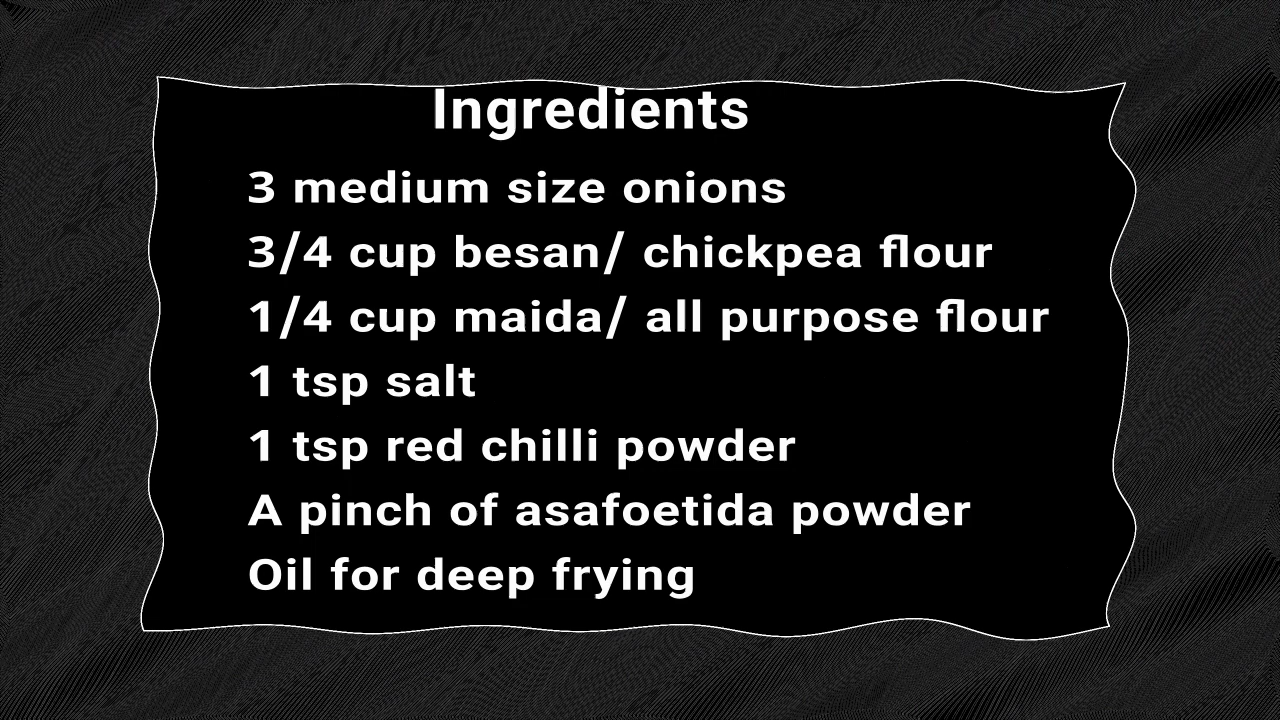 Ingredients
3 medium size onions
3/4 cup besan/ chickpea flour
1/4 cup maida/ all purpose flour
1 tsp salt
1 tsp red chilli powder
A pinch of asafoetida powder
Oil for deep frying